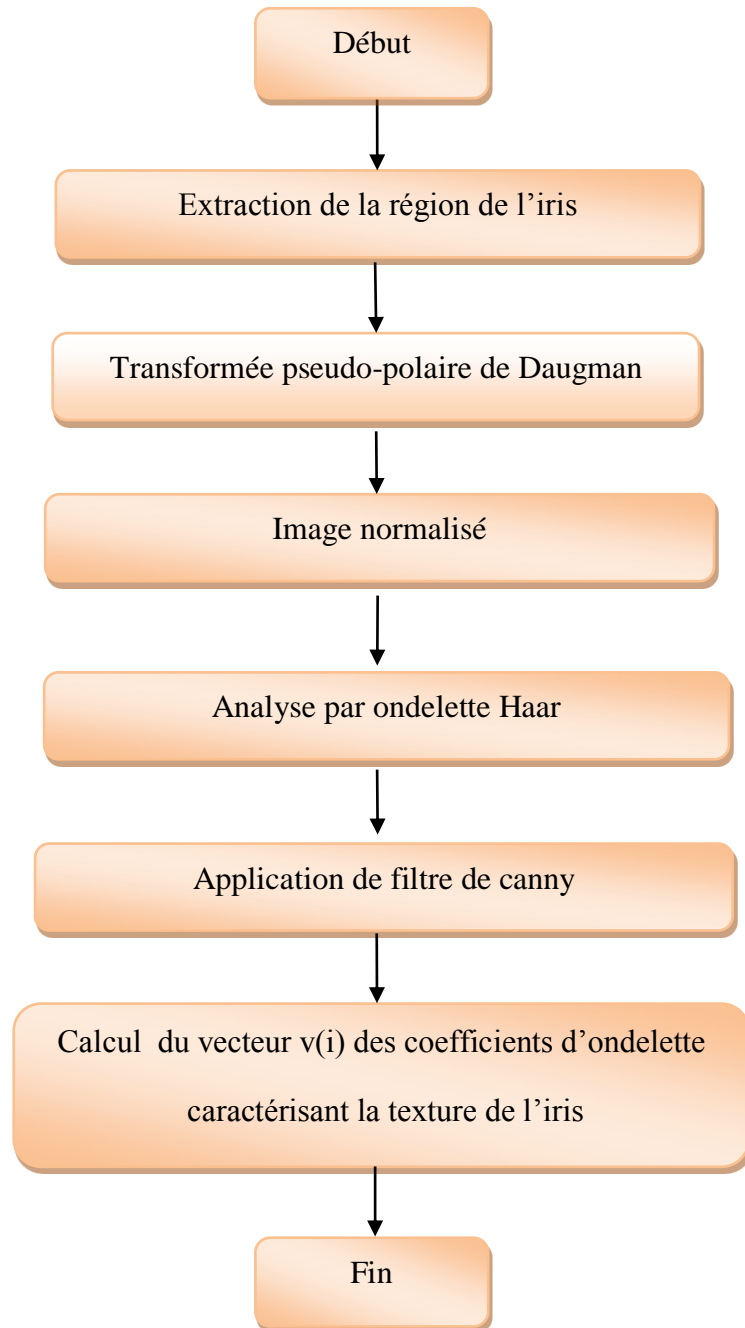 Début
Extraction de la région de l’iris
Transformée pseudo-polaire de Daugman
Image normalisé
Analyse par ondelette Haar
Application de filtre de canny
Calcul du vecteur v(i) des coefficients d’ondelette
caractérisant la texture de l’iris
Fin